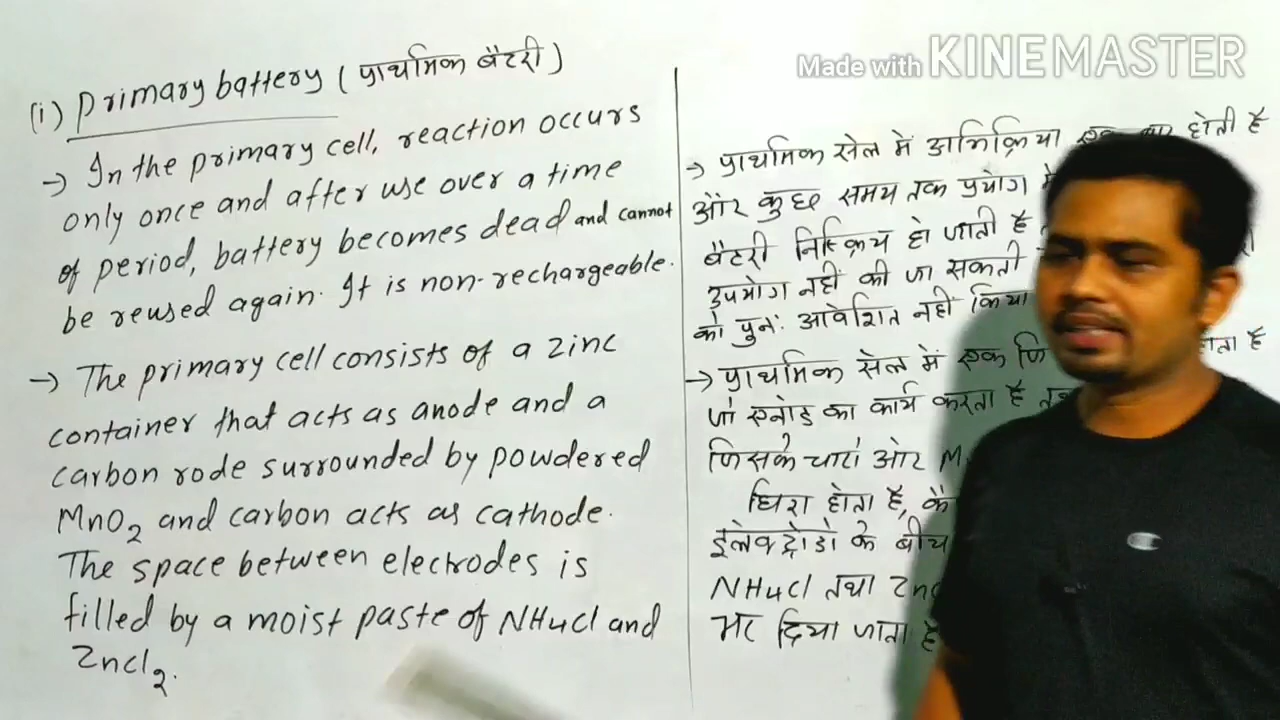 Made with KINEMASTER
(i) Primary battery (प्राथमिक बैटरी)
→ In the primary cell, reaction occurs
only once and after use over a time
of period, battery becomes dead and cannot
be reused again. It is non-rechargeable.
→ The primary cell consists of a zinc
container that acts as anode and a
carbon rode surrounded by powdered
MnO2 and carbon acts as cathode.
The space between electrodes is
filled by a moist paste of NH4Cl and
ZnCl2.
→ प्राथमिक सेल में अभिक्रिया एक बार होती है
और कुछ समय तक प्रयोग
बैटरी निष्क्रिय हो जाती है
उपयोग नहीं की जा सकती
को पुनः आवेशित नहीं किया
→ प्राथमिक सेल में एक होता है
जो एनोड का कार्य करता है
जिसके चारों ओर
घिरा होता है,
इलेक्ट्रोडो के बीच
NH4Cl तथा
भर दिया जाता है